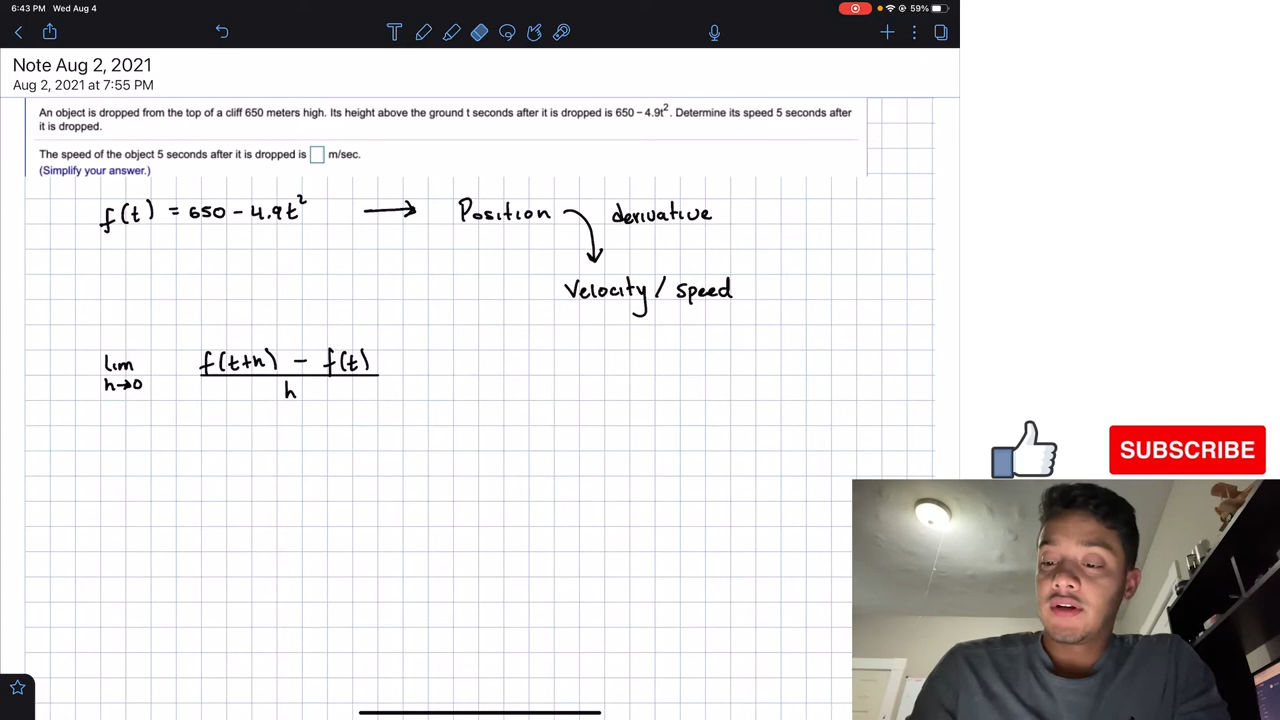 6:43 PM Wed Aug 4
59%
Note Aug 2, 2021
Aug 2, 2021 at 7:55 PM
An object is dropped from the top of a cliff 650 meters high. Its height above the ground t seconds after it is dropped is 650 − 4.9t². Determine its speed 5 seconds after
it is dropped.
The speed of the object 5 seconds after it is dropped is m/sec.
(Simplify your answer.)
f(t) = 650 − 4.9t² → Position derivative
Velocity / speed
lim f(t+h) − f(t)
h→0 h
SUBSCRIBE